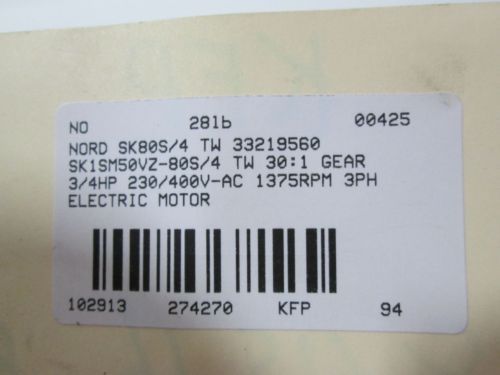 NO 28lb 00425
NORD SK80S/4 TW 33219560
SK1SM50VZ-80S/4 TW 30:1 GEAR
3/4HP 230/400V-AC 1375RPM 3PH
ELECTRIC MOTOR
102913 274270 KFP 94